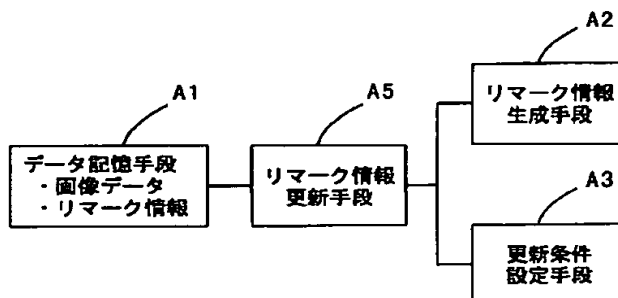 A1
データ記憶手段
・画像データ
・リマーク情報
A5
リマーク情報
更新手段
A2
リマーク情報
生成手段
A3
更新条件
設定手段